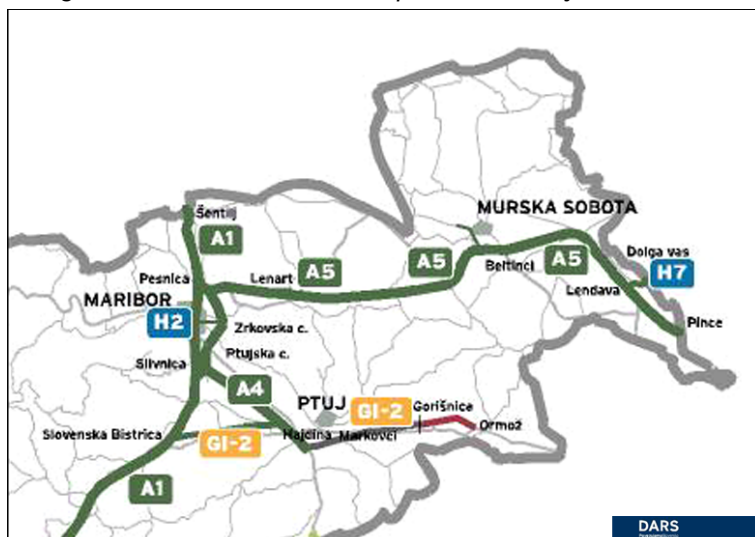 Šentilj
A1
MURSKA SOBOTA
Dolga vas
Pesnica
Lenart
A5
A5
Beltinci
A5
H7
MARIBOR
Lendava
H2
Zrkovska c.
Pince
Ptujska c.
Slivnica
A4
PTUJ
GI-2
Gorišnica
Slovenska Bistrica
GI-2
Hajdina
Markovci
Ormož
A1
DARS